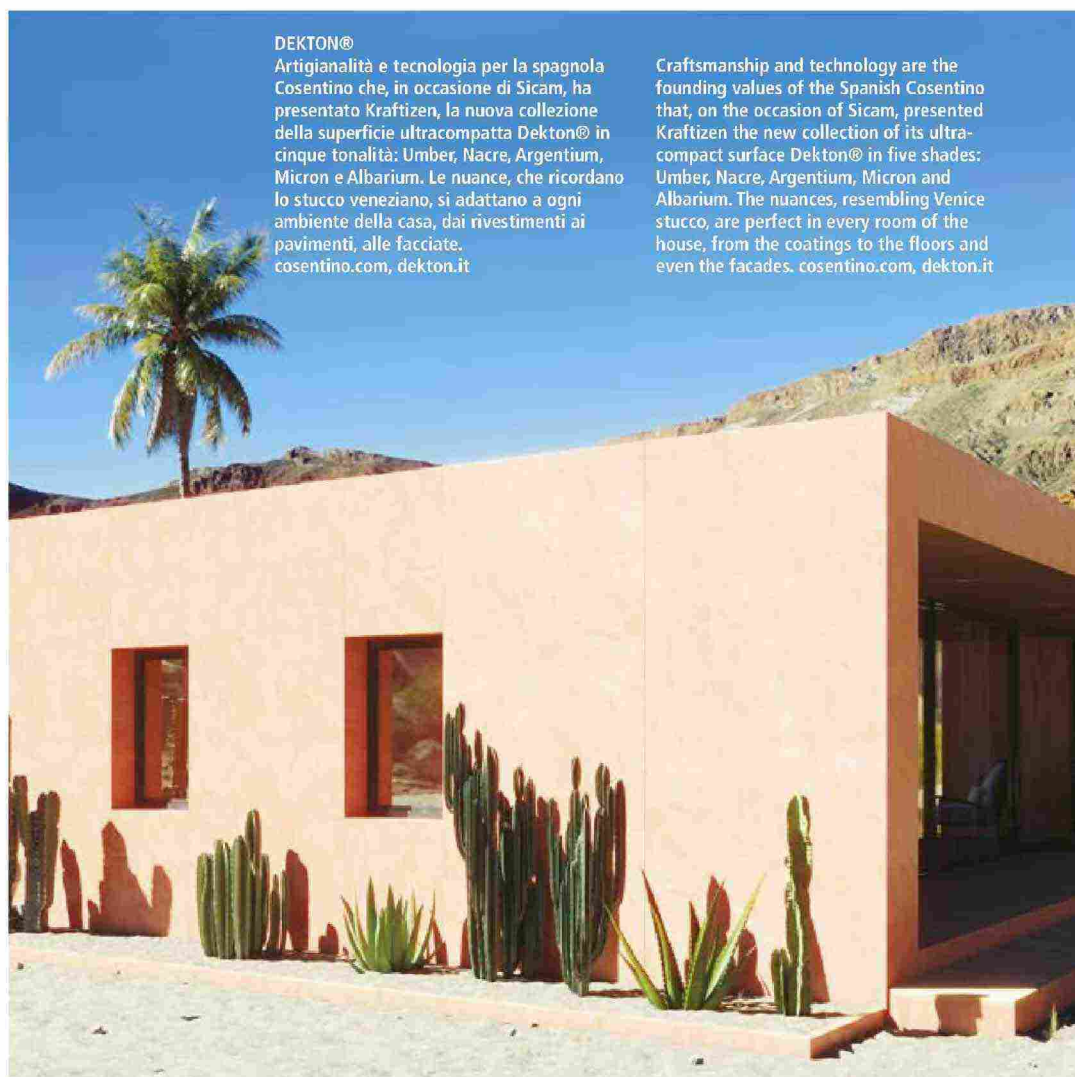 DEKTON®
Artigianalità e tecnologia per la spagnola
Cosentino che, in occasione di Sicam, ha
presentato Kraftizen, la nuova collezione
della superficie ultracompatta Dekton® in
cinque tonalità: Umber, Nacre, Argentium,
Micron e Albarium. Le nuance, che ricordano
lo stucco veneziano, si adattano a ogni
ambiente della casa, dai rivestimenti ai
pavimenti, alle facciate.
cosentino.com, dekton.it
Craftsmanship and technology are the
founding values of the Spanish Cosentino
that, on the occasion of Sicam, presented
Kraftizen the new collection of its ultra-
compact surface Dekton® in five shades:
Umber, Nacre, Argentium, Micron and
Albarium. The nuances, resembling Venice
stucco, are perfect in every room of the
house, from the coatings to the floors and
even the facades. cosentino.com, dekton.it